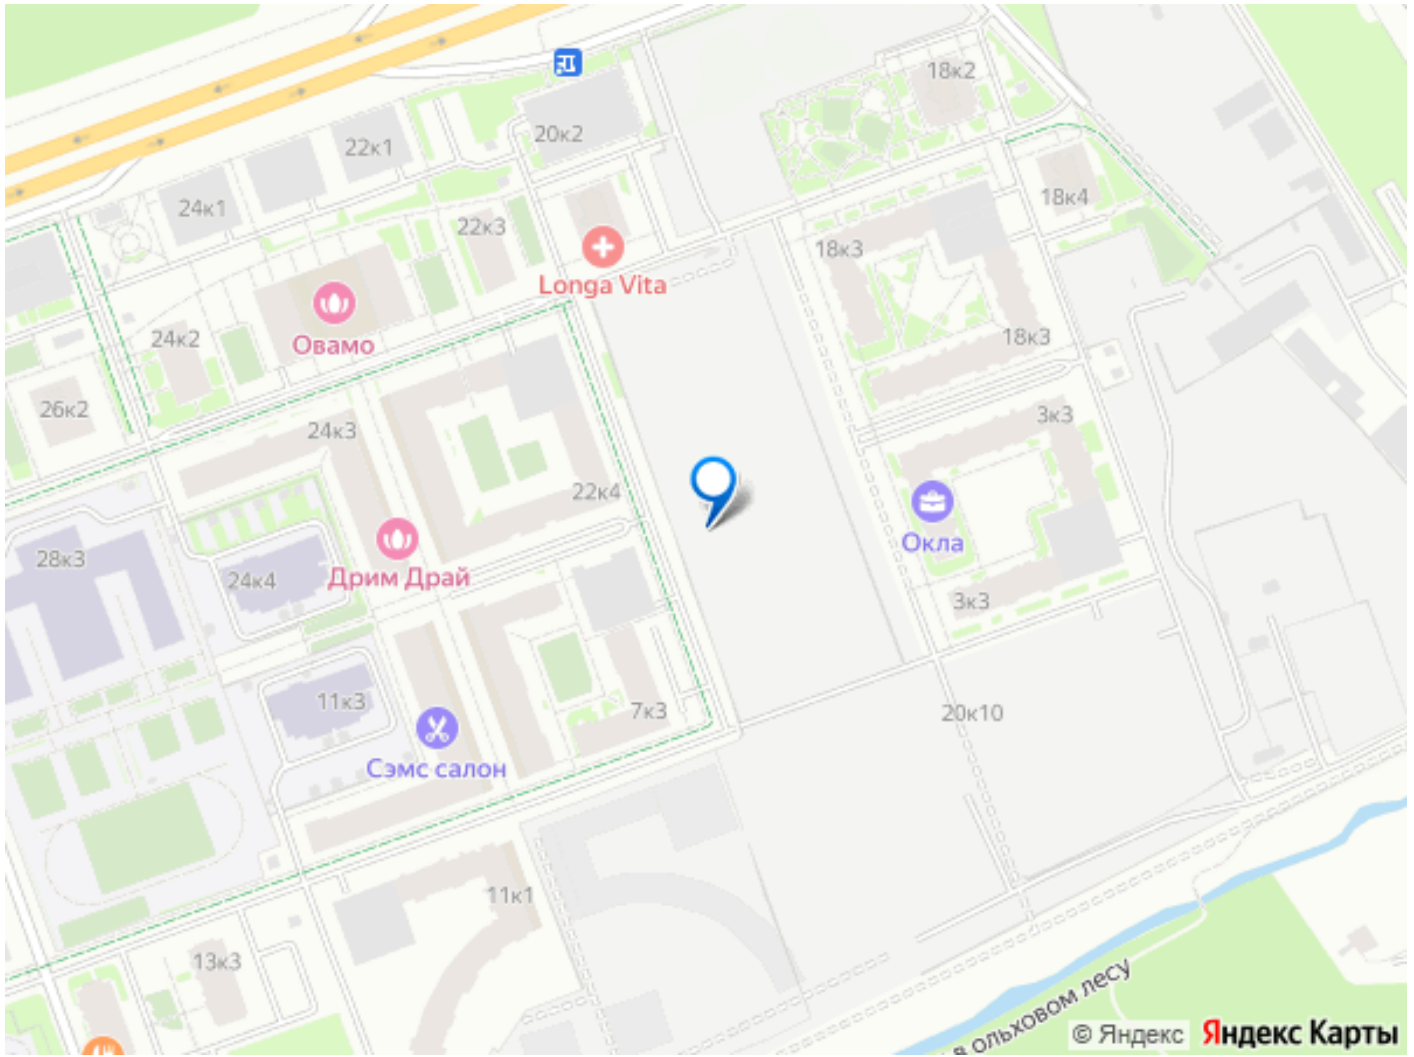 18к2
20к2
22к1
18к4
24к1
22к3
18к3
Longa Vita
18к3
24к2
Овамо
26к2
3к3
24к3
22к4
Окла
28к3
24к4
Дрим Драй
3к3
11к3
7к3
20к10
Сэмс салон
11к1
13к3
в ольховом лесу
© Яндекс
Яндекс Карты